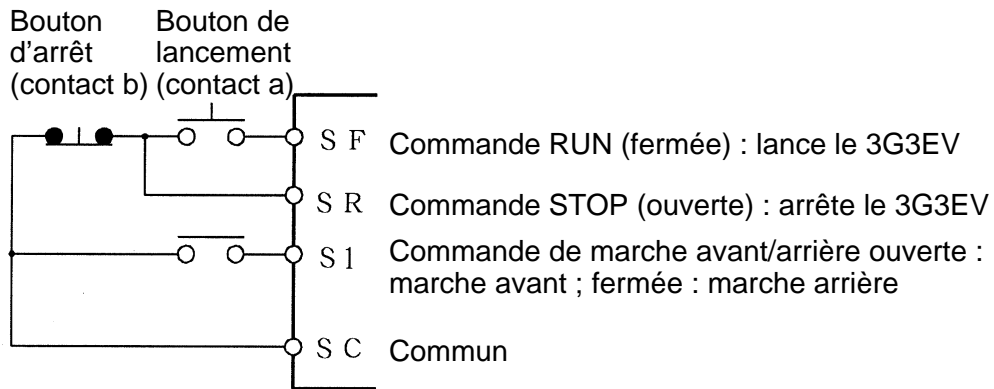 Bouton d'arrêt (contact b)
Bouton de lancement (contact a)
S F Commande RUN (fermée) : lance le 3G3EV
S R Commande STOP (ouverte) : arrête le 3G3EV
S 1 Commande de marche avant/arrière ouverte :
marche avant ; fermée : marche arrière
S C Commun